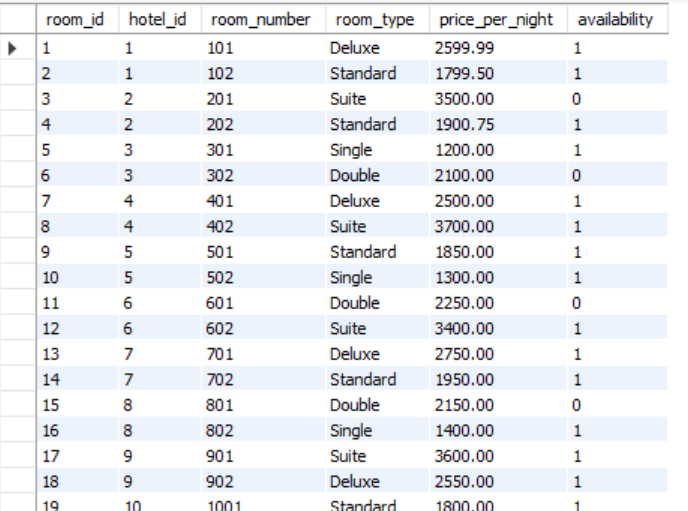 room_id hotel_id room_number room_type price_per_night availability
1 1 101 Deluxe 2599.99 1
2 1 102 Standard 1799.50 1
3 2 201 Suite 3500.00 0
4 2 202 Standard 1900.75 1
5 3 301 Single 1200.00 1
6 3 302 Double 2100.00 0
7 4 401 Deluxe 2500.00 1
8 4 402 Suite 3700.00 1
9 5 501 Standard 1850.00 1
10 5 502 Single 1300.00 1
11 6 601 Double 2250.00 0
12 6 602 Suite 3400.00 1
13 7 701 Deluxe 2750.00 1
14 7 702 Standard 1950.00 1
15 8 801 Double 2150.00 0
16 8 802 Single 1400.00 1
17 9 901 Suite 3600.00 1
18 9 902 Deluxe 2550.00 1
19 10 1001 Standard 1800.00 1